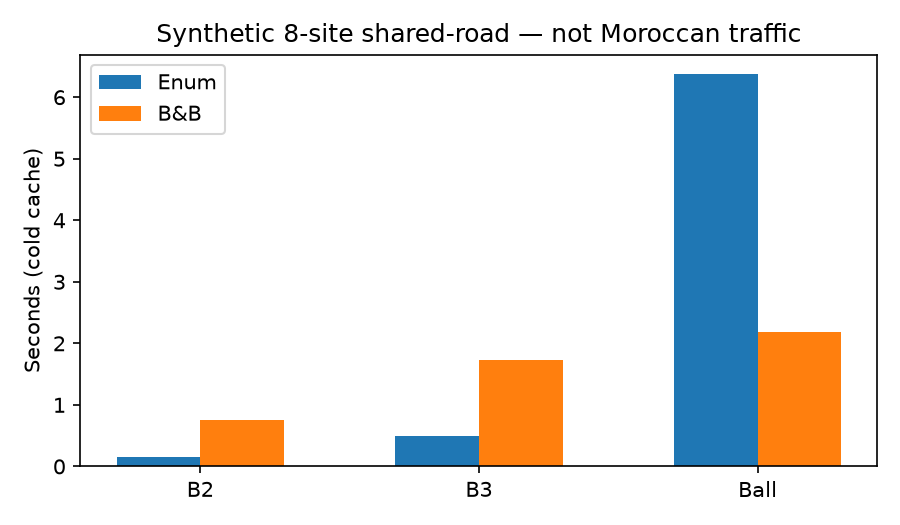 Synthetic 8-site shared-road — not Moroccan traffic
Enum
B&B
Seconds (cold cache)
6
5
4
3
2
1
0
B2
B3
Ball